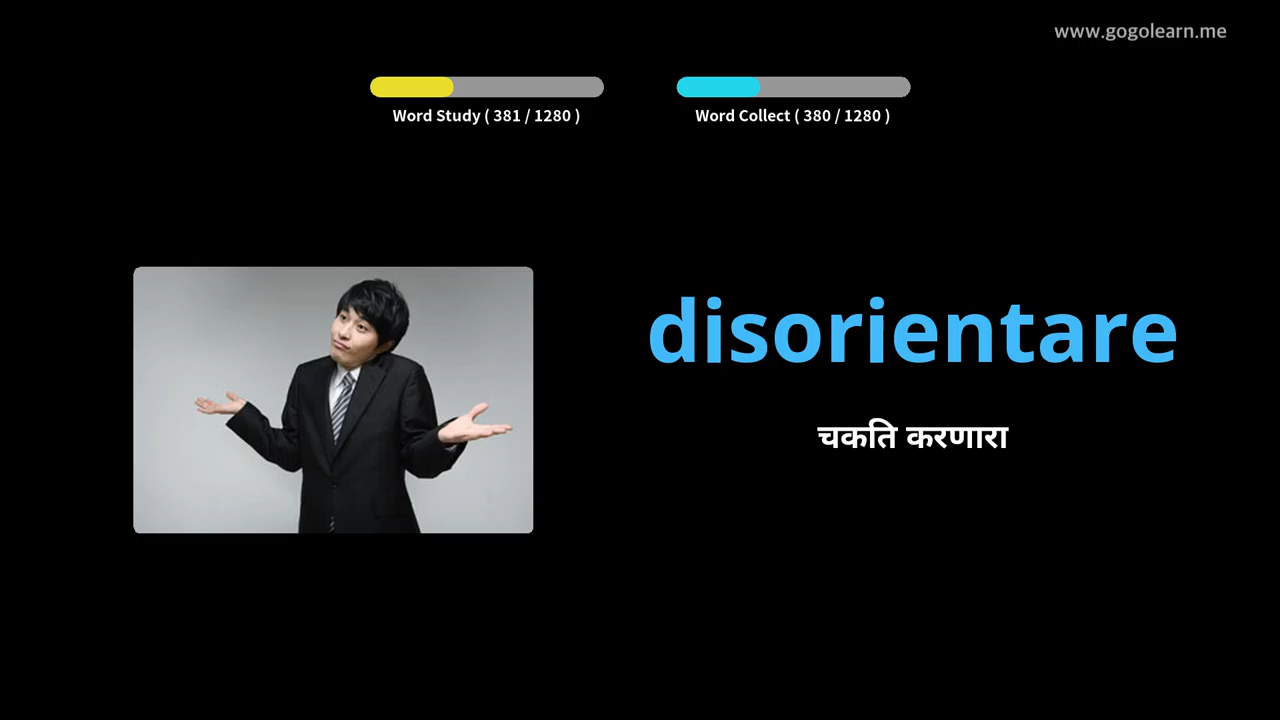 www.gogolearn.me
Word Study ( 381 / 1280 )
Word Collect ( 380 / 1280 )
disorientare
चकति करणारा